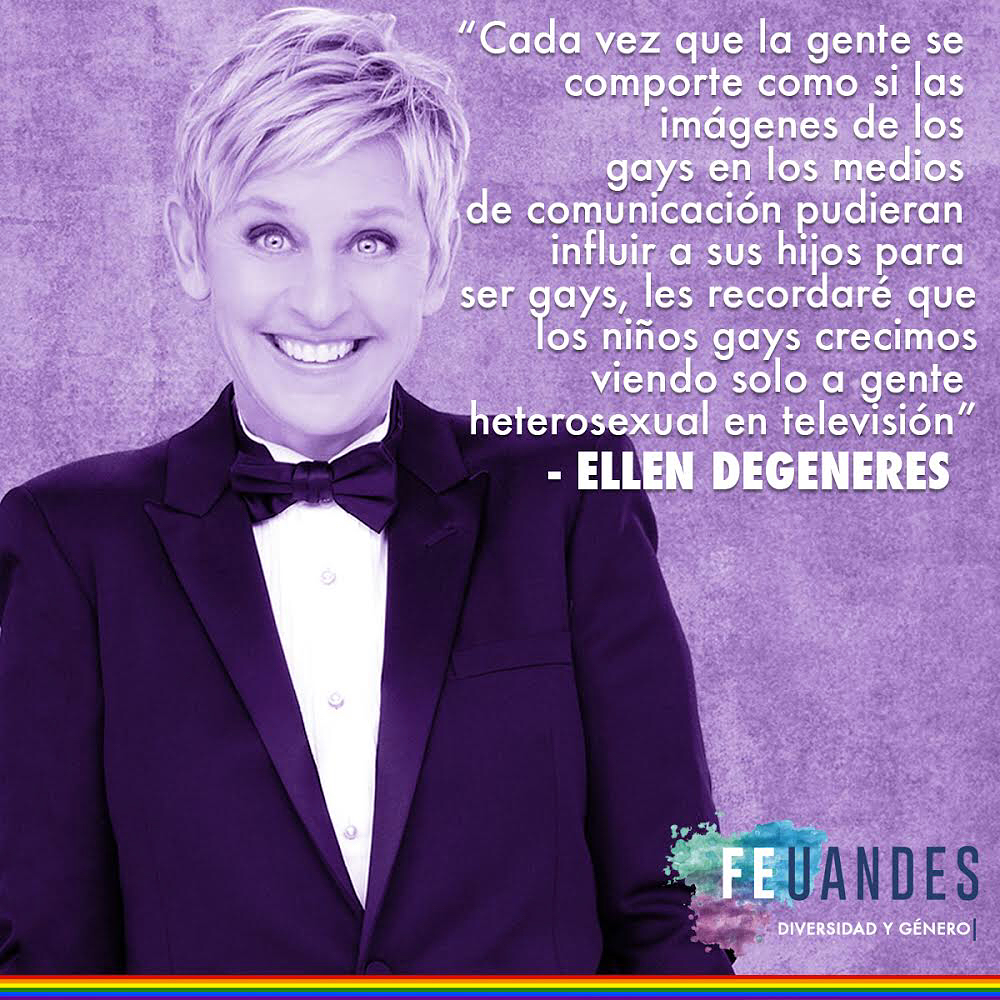 “Cada vez que la gente se
comporte como si las
imágenes de los
gays en los medios
de comunicación pudieran
influir a sus hijos para
ser gays, les recordaré que
los niños gays crecimos
viendo solo a gente
heterosexual en televisión”
- ELLEN DEGENERES
FEUANDES
DIVERSIDAD Y GÉNERO|